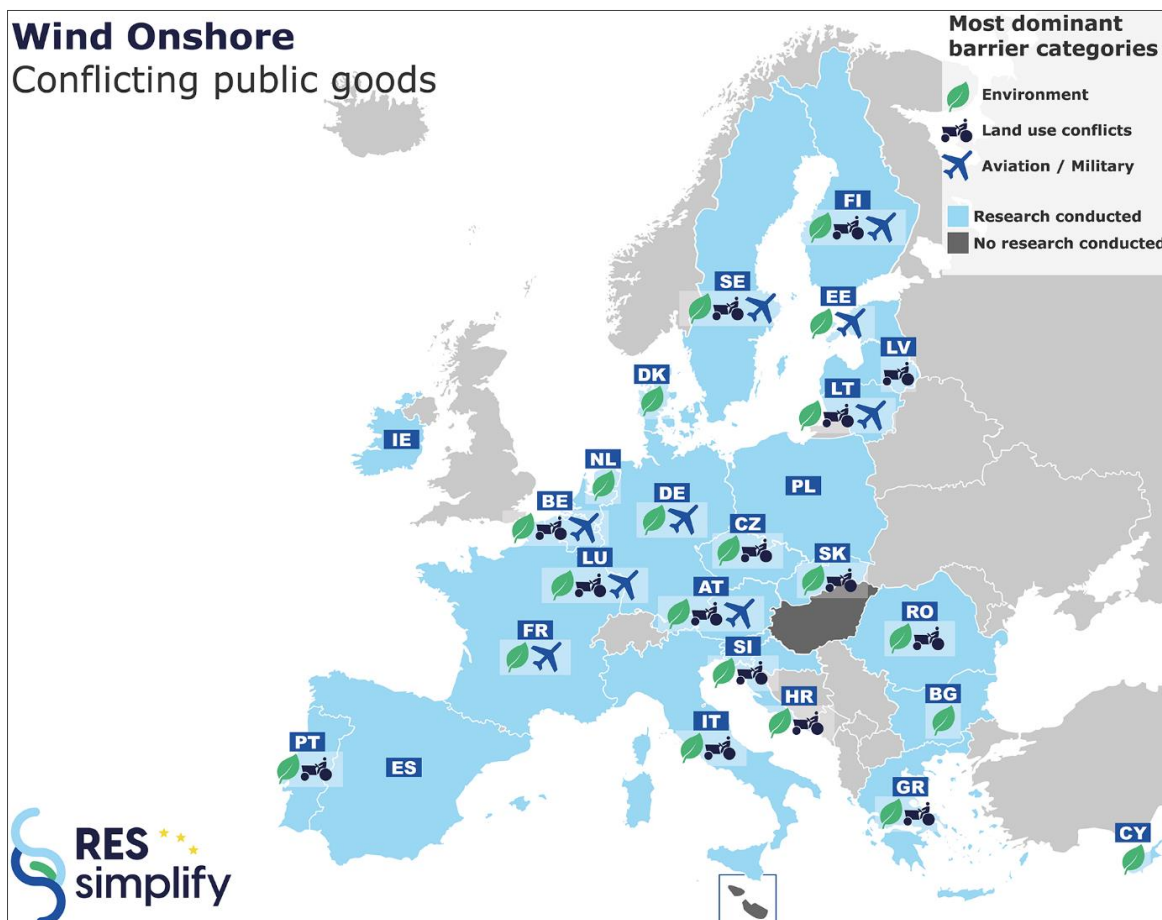 Wind Onshore
Conflicting public goods
Most dominant
barrier categories
Environment
Land use conflicts
Aviation / Military
Research conducted
No research conducted
FI
SE
EE
LV
DK
LT
IE
NL
BE
DE
PL
CZ
LU
SK
AT
FR
RO
SI
HR
BG
IT
PT
ES
GR
CY
RES
simplify